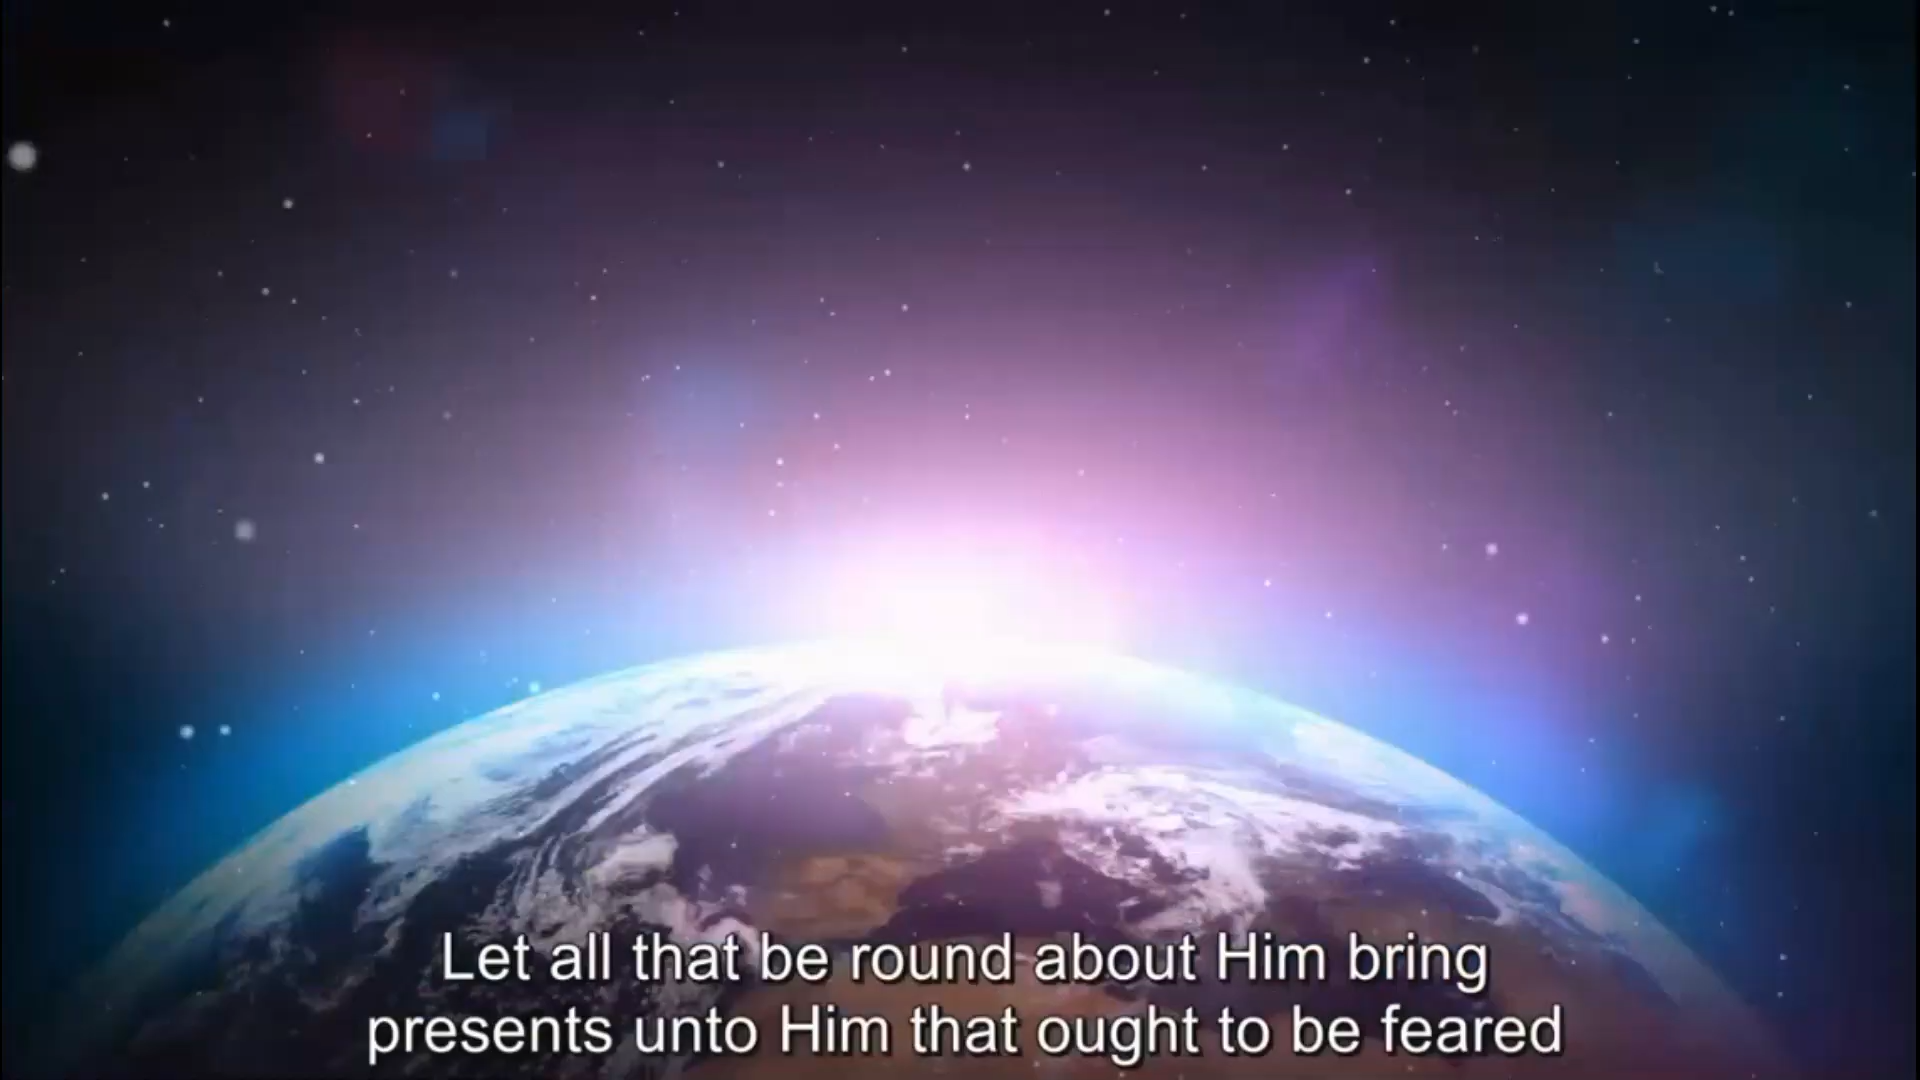 Let all that be round about Him bring
presents unto Him that ought to be feared